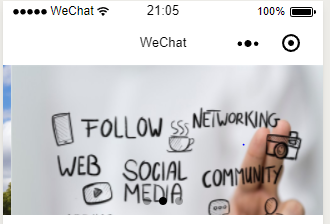 WeChat 21:05 100%
WeChat
FOLLOW NETWORKING
WEB SOCIAL MEDIA COMMUNITY